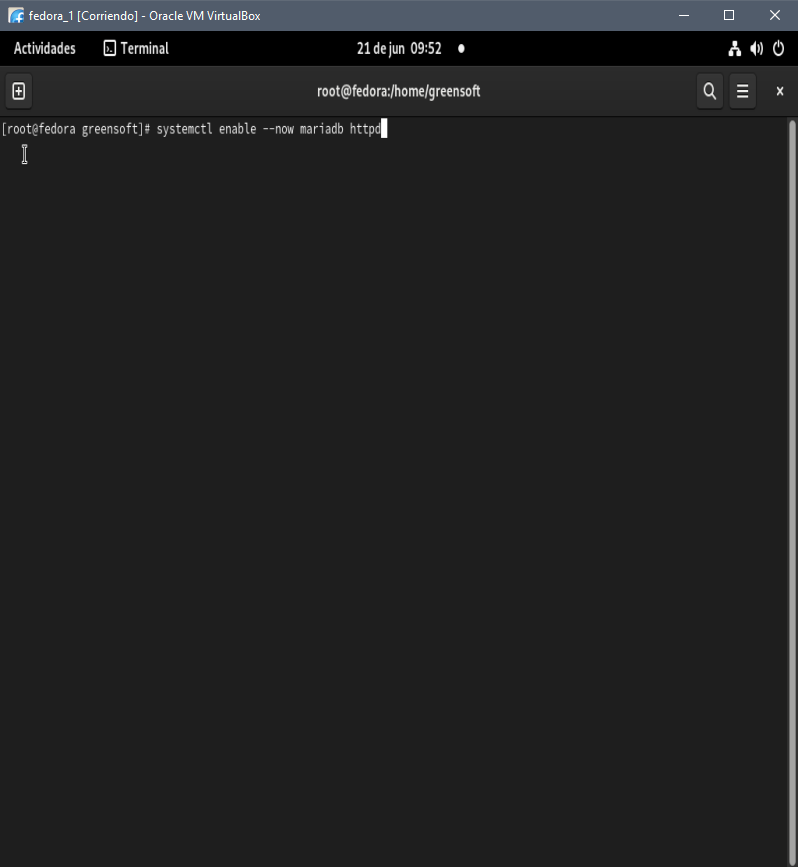 fedora_1 [Corriendo] - Oracle VM VirtualBox
Actividades Terminal 21 de jun 09:52
root@fedora:/home/greensoft
[root@fedora greensoft]# systemctl enable --now mariadb httpd